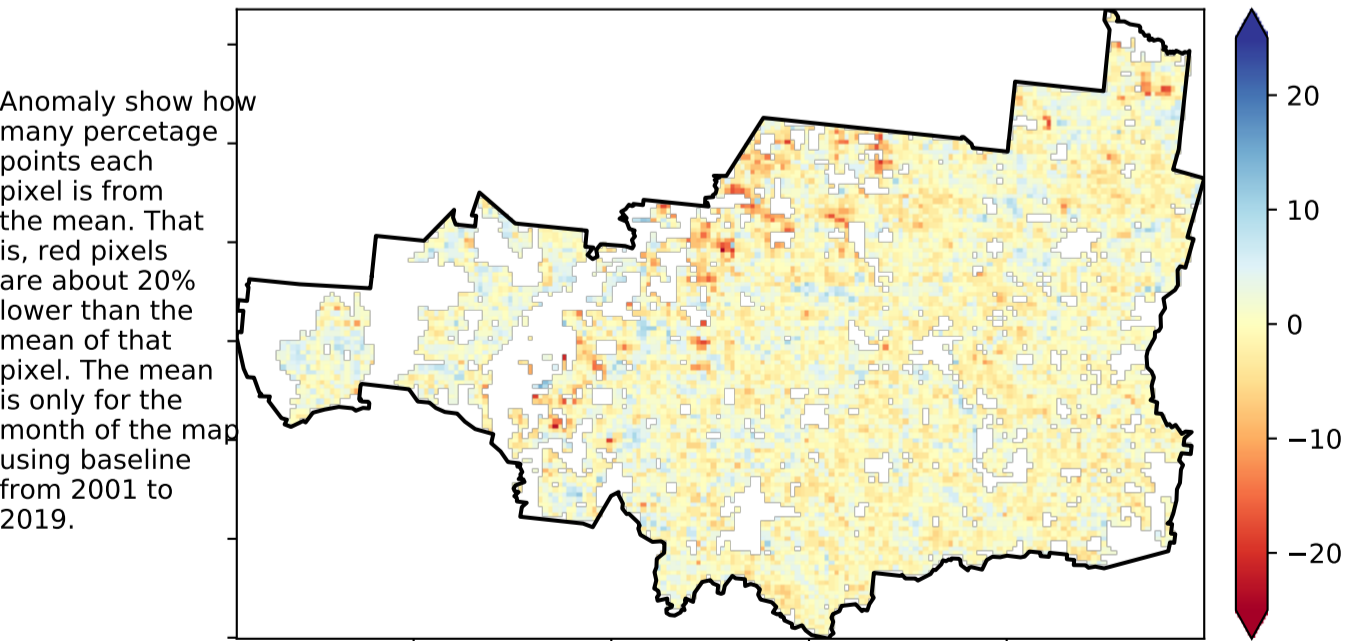 Anomaly show how
many percetage
points each
pixel is from
the mean. That
is, red pixels
are about 20%
lower than the
mean of that
pixel. The mean
is only for the
month of the map
using baseline
from 2001 to
2019.
20
10
0
−10
−20